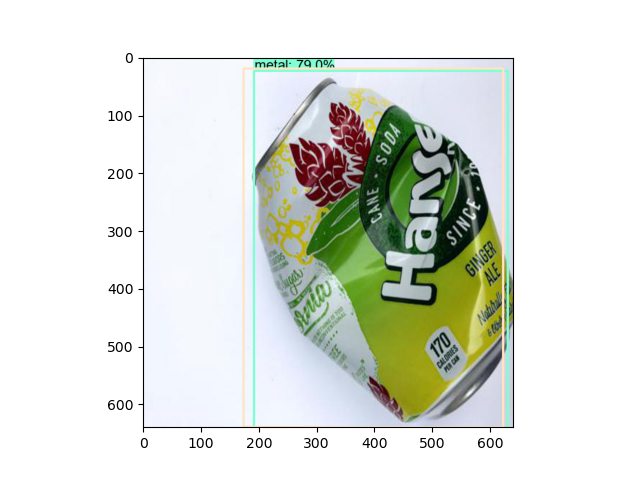 metal: 79.0%
0
100
200
300
400
500
600
0
100
200
300
400
500
600
CANE • SODA
Hanse
SINCE •
GINGER
ALE
Naturally
170
CALORIES
PER CAN